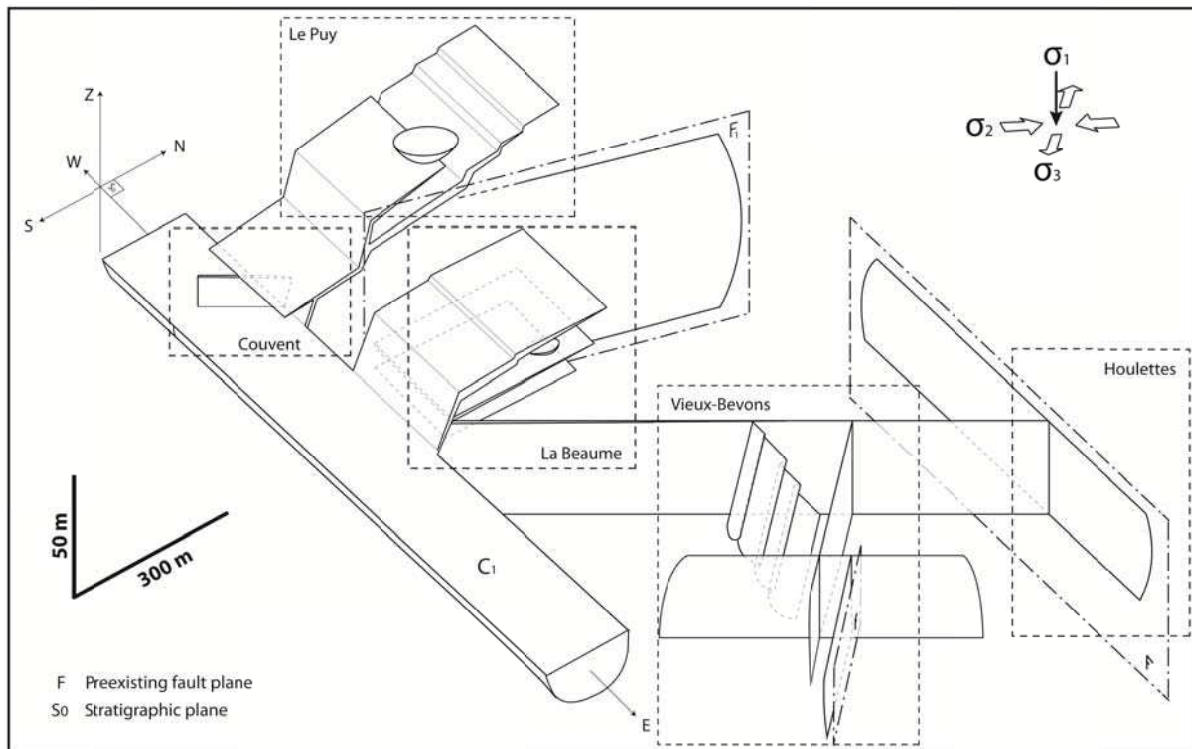 Le Puy
σ1
Z
F1
N
σ2
W
S0
σ3
S
Couvent
Houlettes
Vieux-Bevons
La Beaume
50 m
300 m
C1
F
F Preexisting fault plane
S0 Stratigraphic plane
E